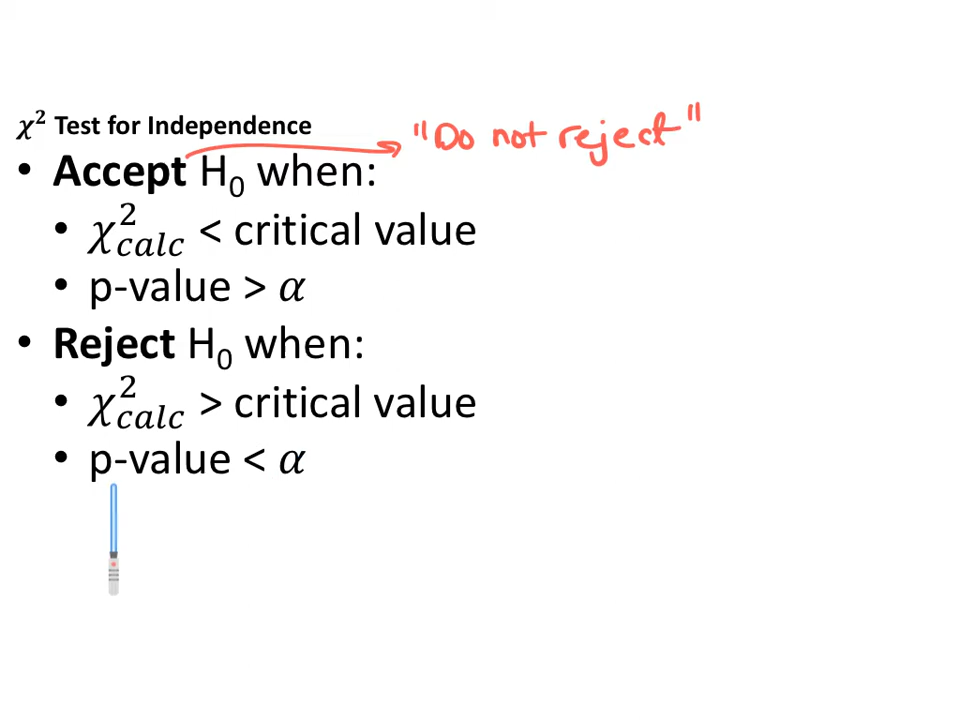 χ² Test for Independence
"Do not reject"
• Accept H₀ when:
• χ²calc < critical value
• p-value > α
• Reject H₀ when:
• χ²calc > critical value
• p-value < α